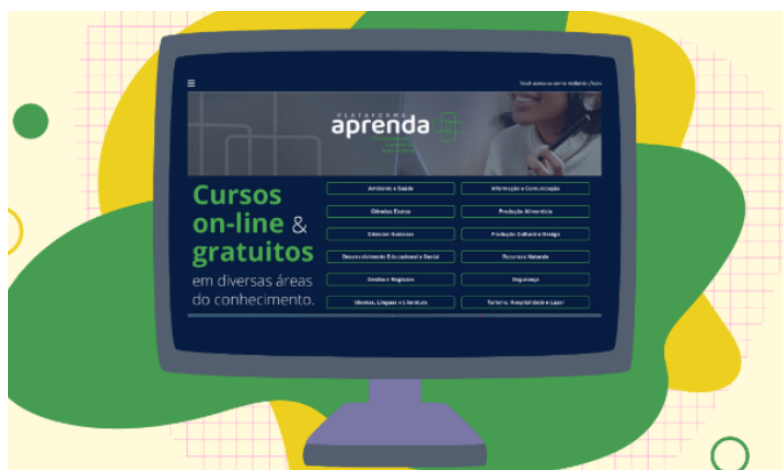 PLATAFORMA
aprenda
Cursos
on-line &
gratuitos
em diversas áreas
do conhecimento.
Ambiente e Saúde
Informação e Comunicação
Ciências Exatas
Produção Alimentícia
Ciências Humanas
Produção Cultural e Design
Desenvolvimento Educacional e Social
Recursos Naturais
Gestão e Negócios
Segurança
Idiomas, Línguas e Literatura
Turismo, Hospitalidade e Lazer